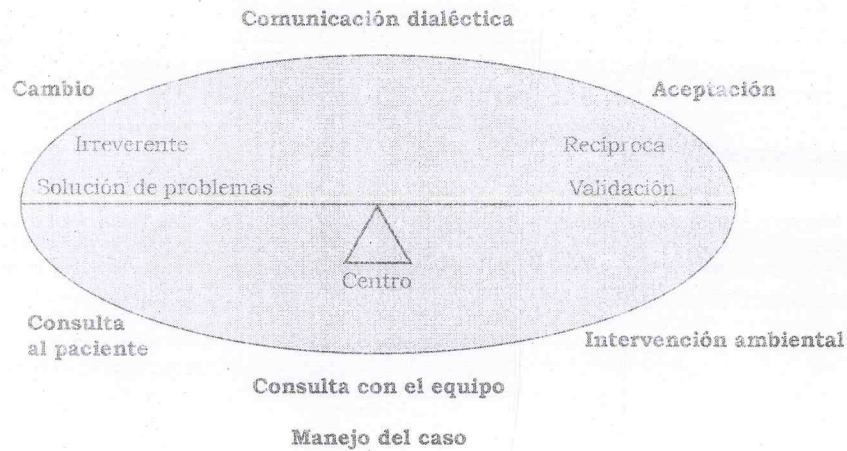 Comunicación dialéctica
Cambio
Aceptación
Irreverente
Recíproca
Solución de problemas
Validación
Centro
Consulta
al paciente
Intervención ambiental
Consulta con el equipo
Manejo del caso